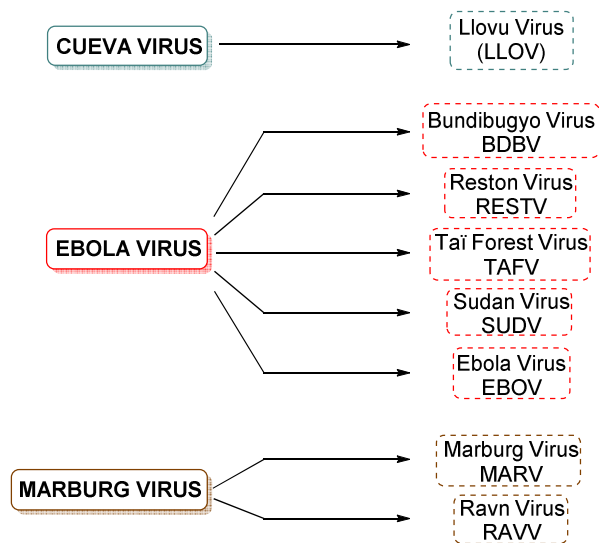 CUEVA VIRUS
Llovu Virus
(LLOV)
EBOLA VIRUS
Bundibugyo Virus
BDBV
Reston Virus
RESTV
Taï Forest Virus
TAFV
Sudan Virus
SUDV
Ebola Virus
EBOV
MARBURG VIRUS
Marburg Virus
MARV
Ravn Virus
RAVV